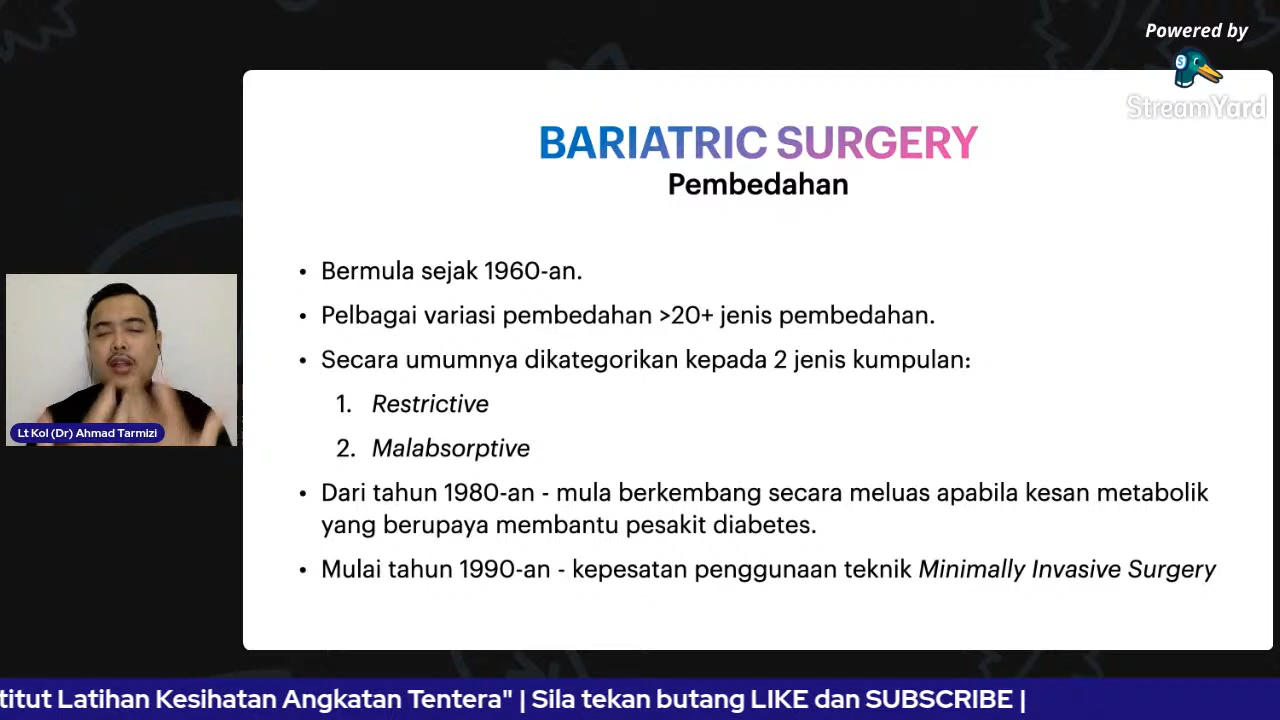 Powered by
StreamYard
BARIATRIC SURGERY
Pembedahan
• Bermula sejak 1960-an.
• Pelbagai variasi pembedahan >20+ jenis pembedahan.
• Secara umumnya dikategorikan kepada 2 jenis kumpulan:
1. Restrictive
2. Malabsorptive
• Dari tahun 1980-an - mula berkembang secara meluas apabila kesan metabolik
yang berupaya membantu pesakit diabetes.
• Mulai tahun 1990-an - kepesatan penggunaan teknik Minimally Invasive Surgery
Lt Kol (Dr) Ahmad Tarmizi
titut Latihan Kesihatan Angkatan Tentera" | Sila tekan butang LIKE dan SUBSCRIBE |